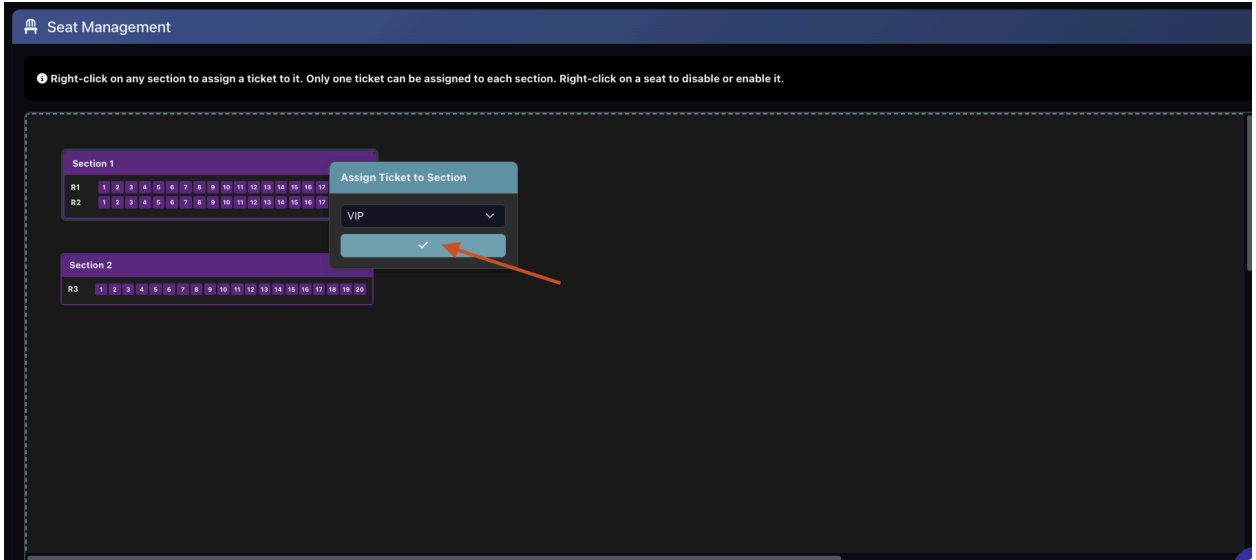 Seat Management
Right-click on any section to assign a ticket to it. Only one ticket can be assigned to each section. Right-click on a seat to disable or enable it.
Section 1
R1 1 2 3 4 5 6 7 8 9 10 11 12 13 14 15 16 17
R2 1 2 3 4 5 6 7 8 9 10 11 12 13 14 15 16 17
Assign Ticket to Section
VIP
Section 2
R3 1 2 3 4 5 6 7 8 9 10 11 12 13 14 15 16 17 18 19 20